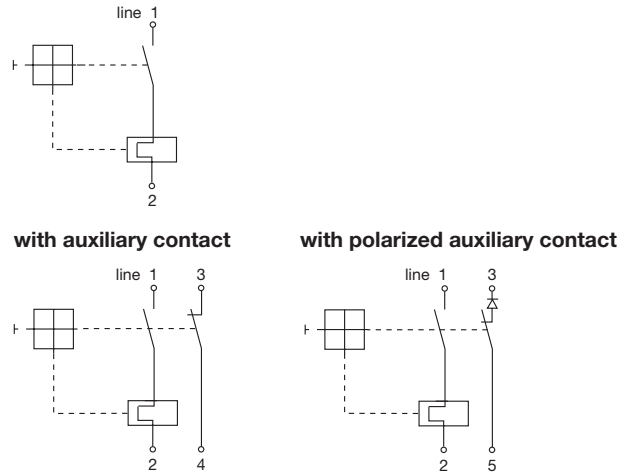 line 1
2
with auxiliary contact
with polarized auxiliary contact
line 1 3
line 1 3
2 4
2 5